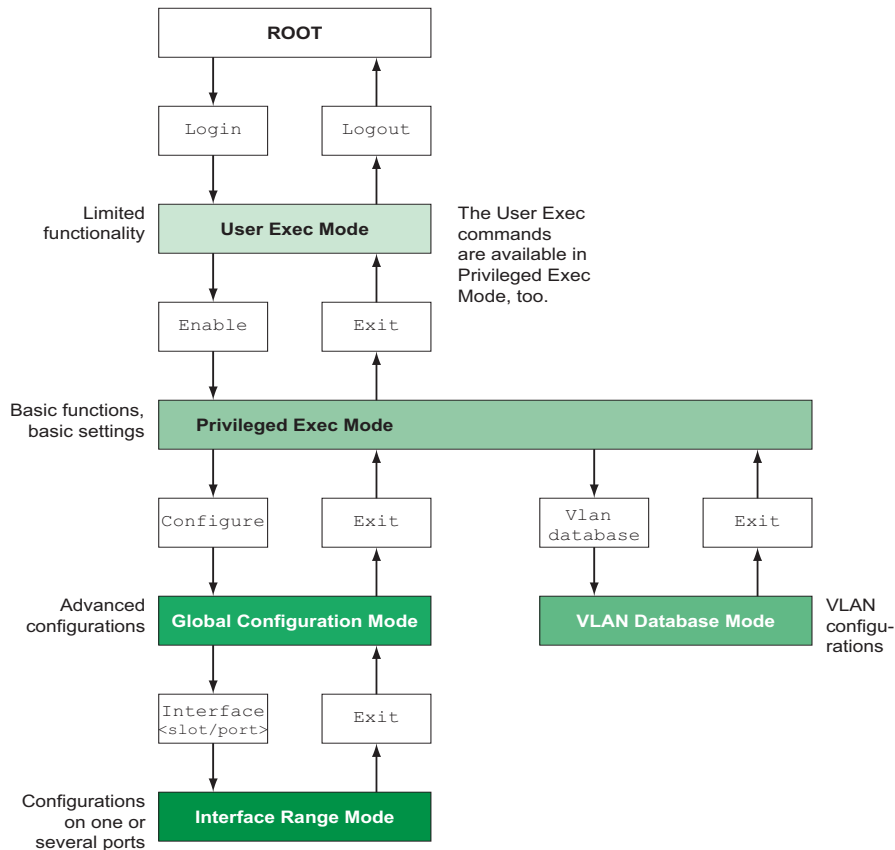 ROOT
Login
Logout
Limited
functionality
User Exec Mode
The User Exec
commands
are available in
Privileged Exec
Mode, too.
Enable
Exit
Basic functions,
basic settings
Privileged Exec Mode
Configure
Exit
Vlan
database
Exit
Advanced
configurations
Global Configuration Mode
VLAN Database Mode
VLAN
configu-
rations
Interface
<slot/port>
Exit
Configurations
on one or
several ports
Interface Range Mode